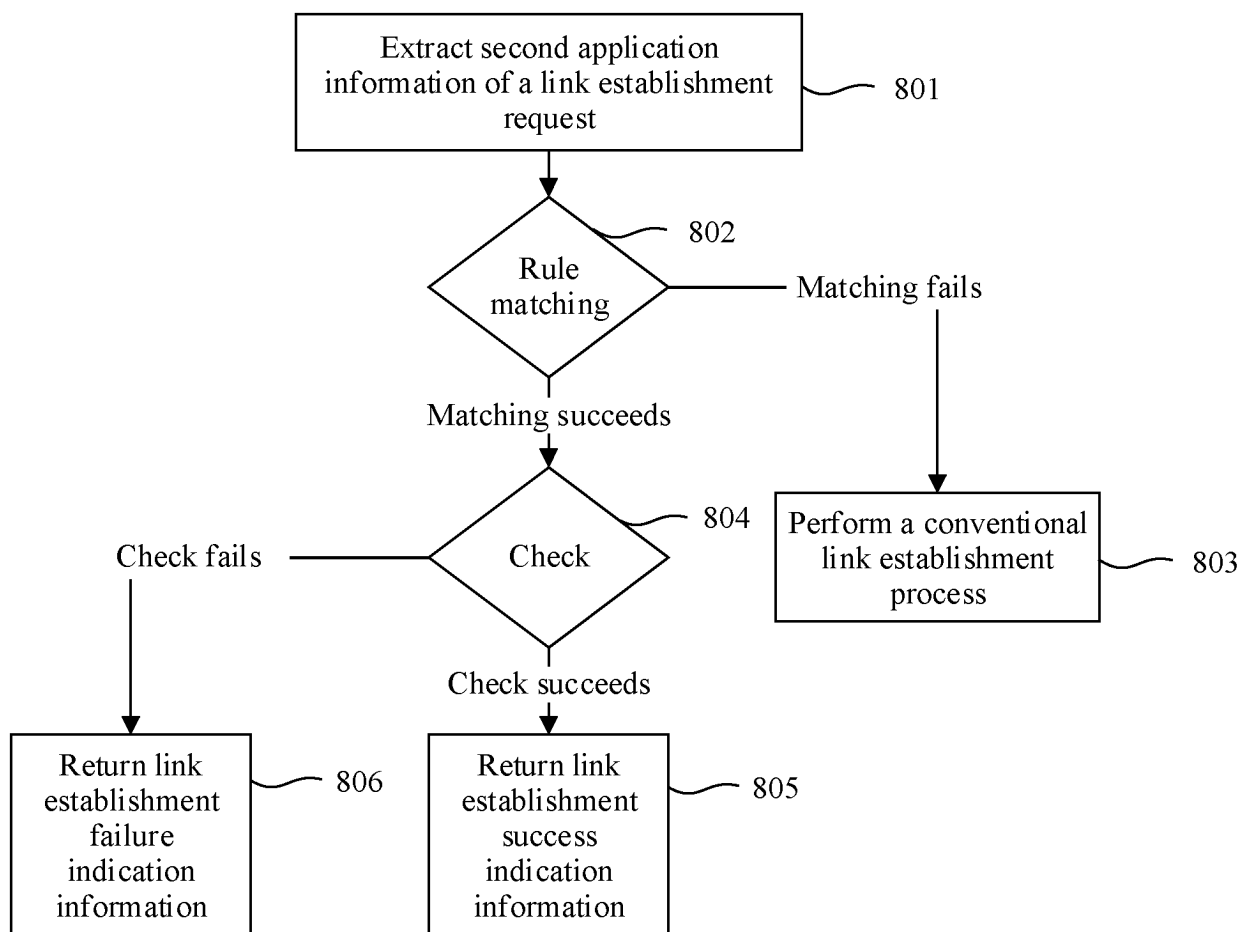 Extract second application
information of a link establishment
request
801
802
Rule
matching
Matching fails
Matching succeeds
804
Check
Check fails
Perform a conventional
link establishment
process
803
Check succeeds
Return link
establishment
failure
indication
information
806
Return link
establishment
success
indication
information
805